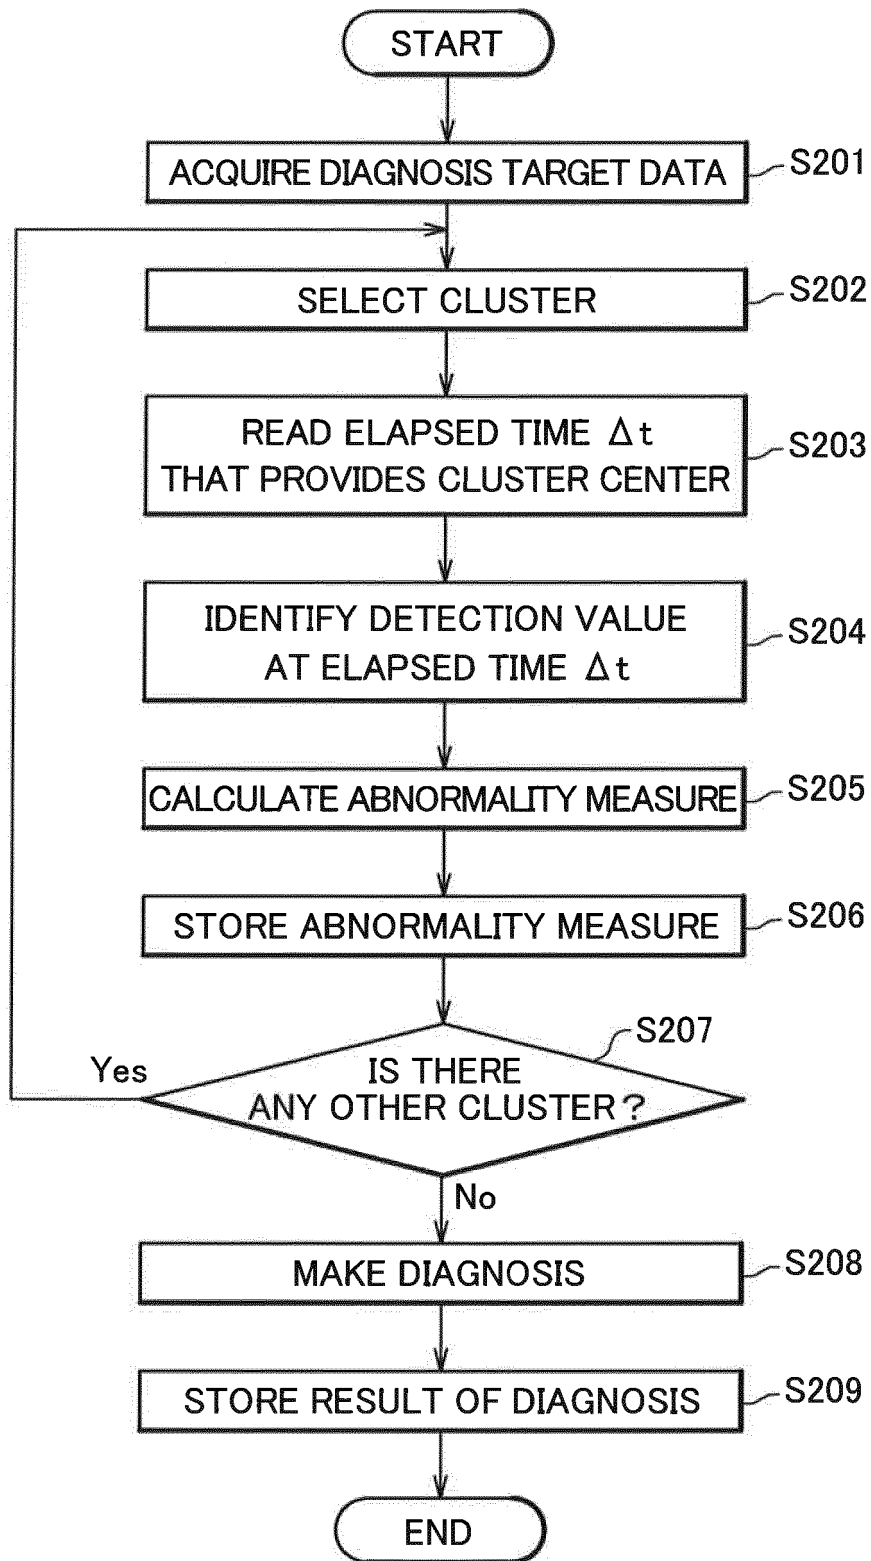 START
ACQUIRE DIAGNOSIS TARGET DATA
S201
SELECT CLUSTER
S202
READ ELAPSED TIME Δt
THAT PROVIDES CLUSTER CENTER
S203
IDENTIFY DETECTION VALUE
AT ELAPSED TIME Δt
S204
CALCULATE ABNORMALITY MEASURE
S205
STORE ABNORMALITY MEASURE
S206
S207
Yes
IS THERE
ANY OTHER CLUSTER?
No
MAKE DIAGNOSIS
S208
STORE RESULT OF DIAGNOSIS
S209
END